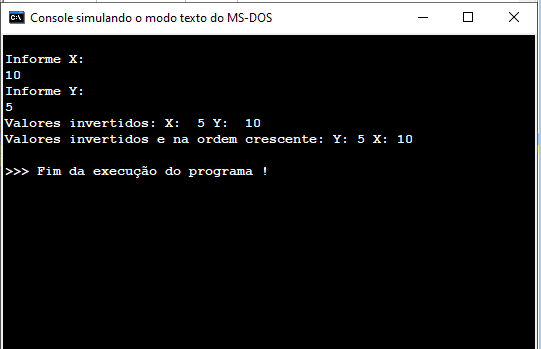 Console simulando o modo texto do MS-DOS
Informe X:
10
Informe Y:
5
Valores invertidos: X:  5 Y:  10
Valores invertidos e na ordem crescente: Y: 5 X: 10
>>> Fim da execução do programa !